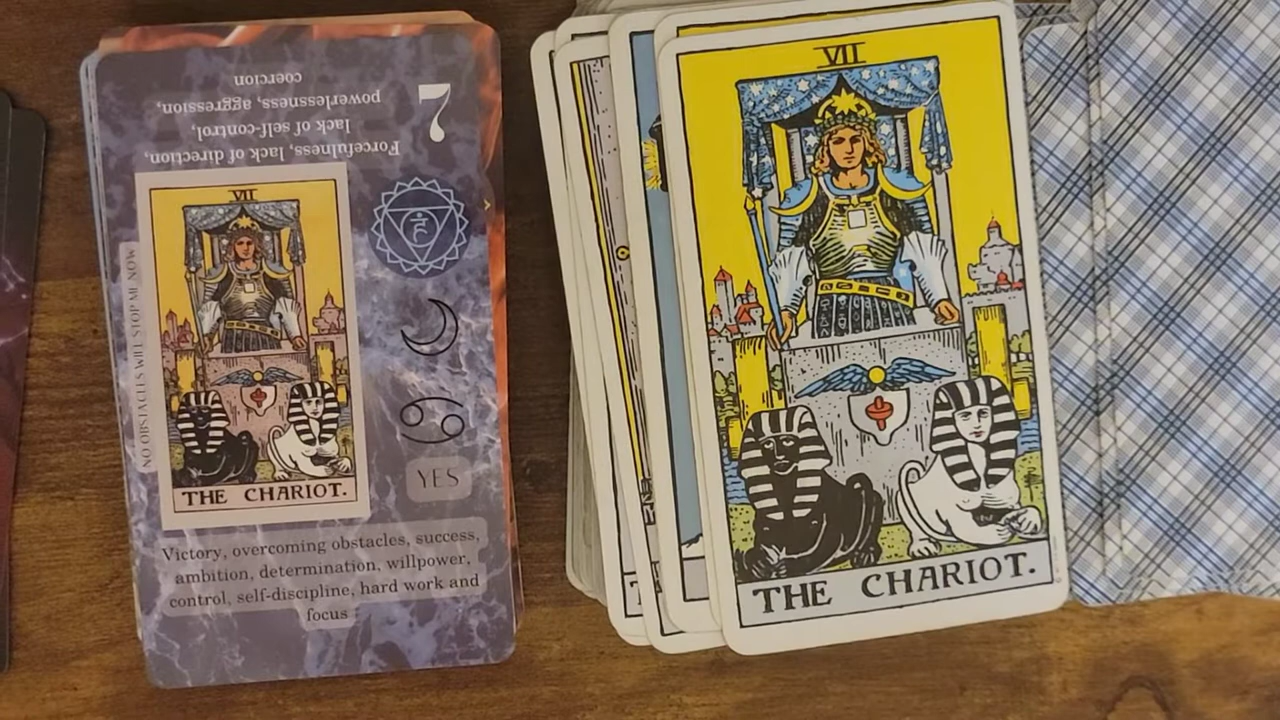 Forcefulness, lack of direction,
lack of self-control,
powerlessness, aggression,
coercion
7
VII
NO OBSTACLES WILL STOP ME NOW
THE CHARIOT.
YES
Victory, overcoming obstacles, success,
ambition, determination, willpower,
control, self-discipline, hard work and
focus
VII
THE CHARIOT.